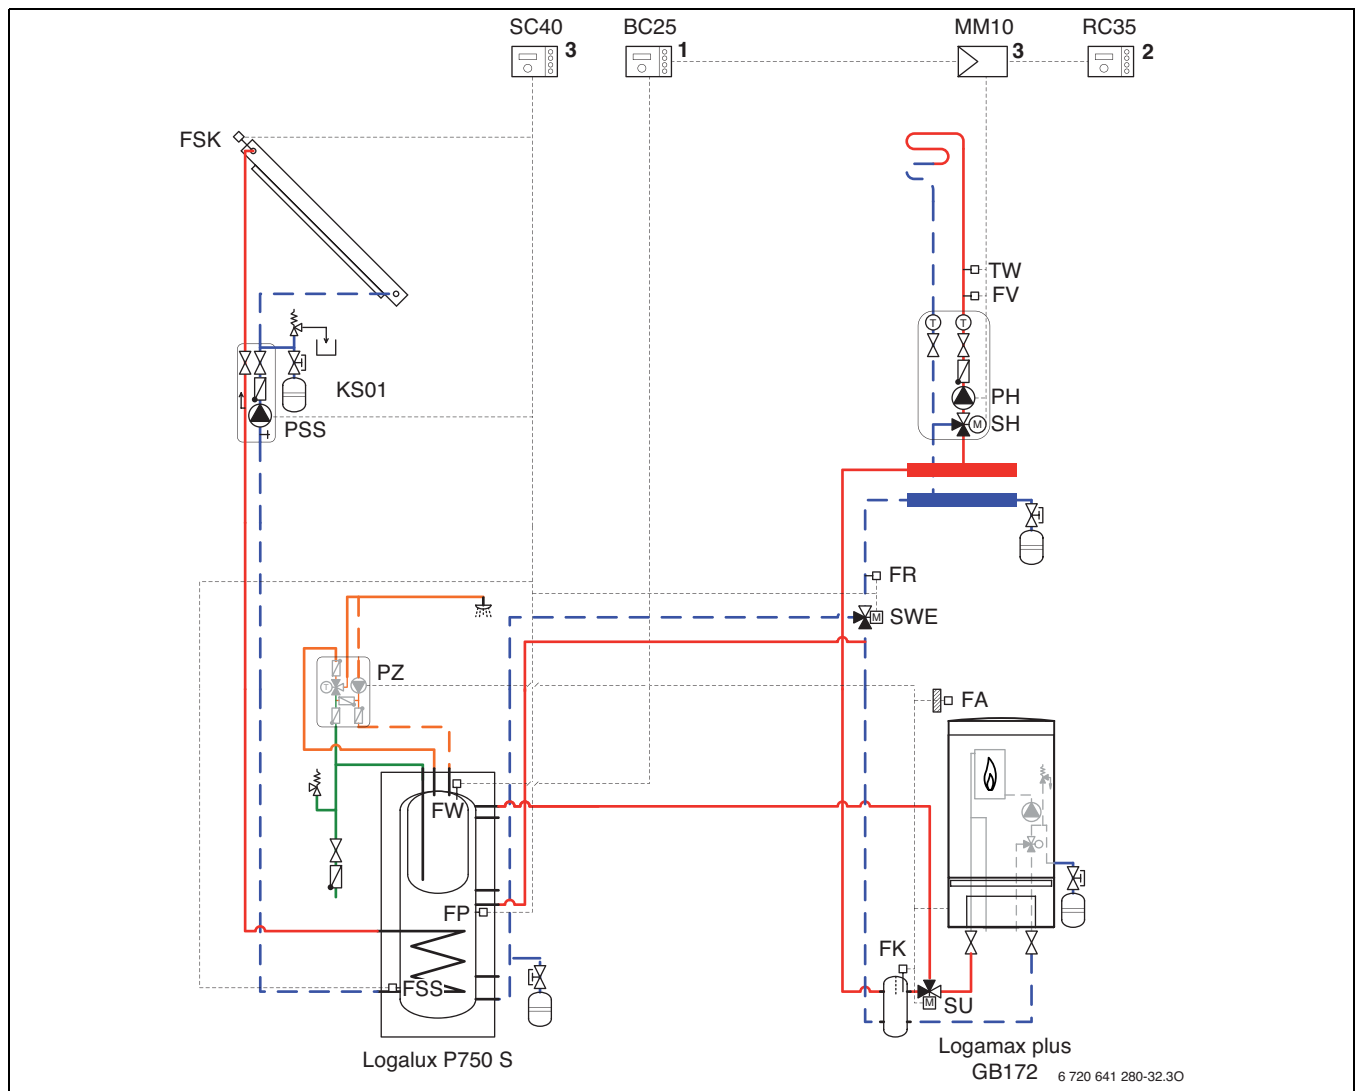 SC40 3
BC25 1
MM10 3
RC35 2
FSK
TW
FV
T T
KS01
PH
PSS
SH
M
FR
SWE
M
PZ
T
FA
FW
FP
FK
FSS
SU
M
Logalux P750 S
Logamax plus
GB172
6 720 641 280-32.3O